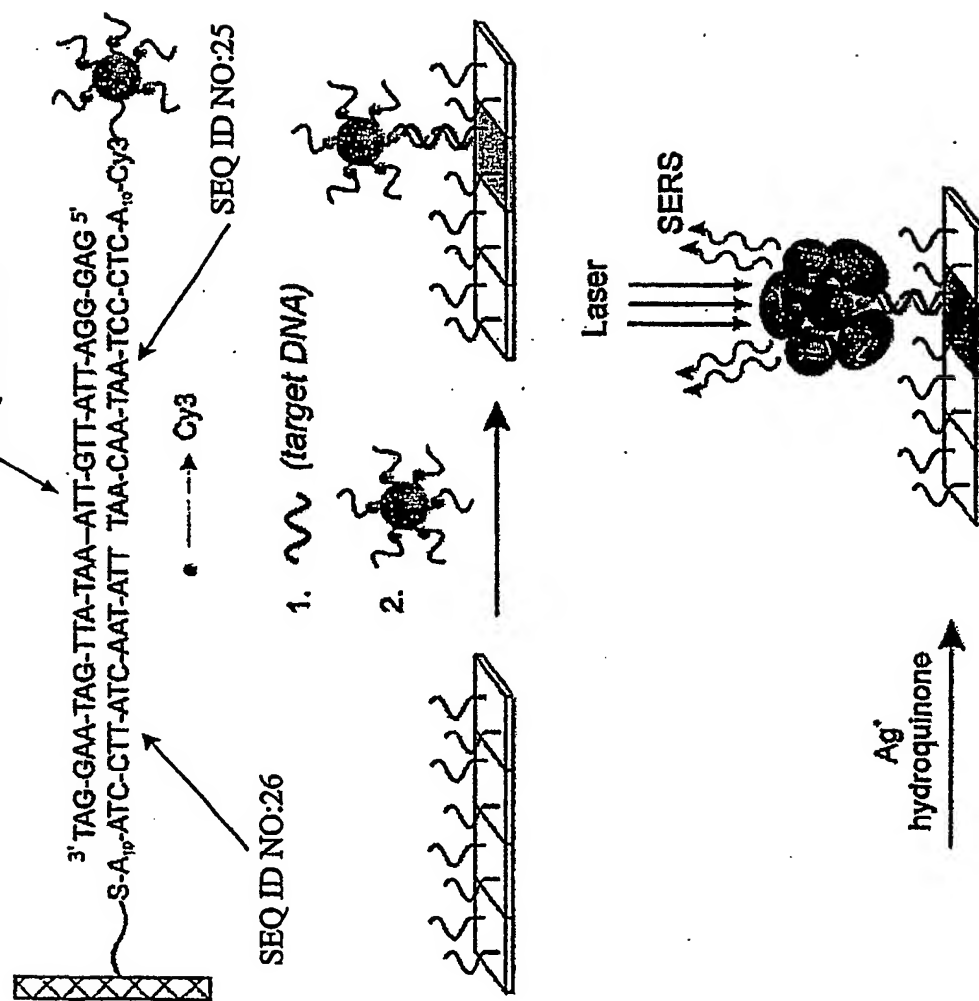 3'TAG-GAA-TAG-TTA-TAA-ATT-GTT-ATT-AGG-GAG5'
S-A10-ATC-CTT-ATC-AAT-ATT TAA-CAA-TAA-TCC-CTC-A10-Cy3
SEQ ID NO:26
SEQ ID NO:25
Cy3
1. (target DNA)
2.
Ag+
hydroquinone
Laser
SERS